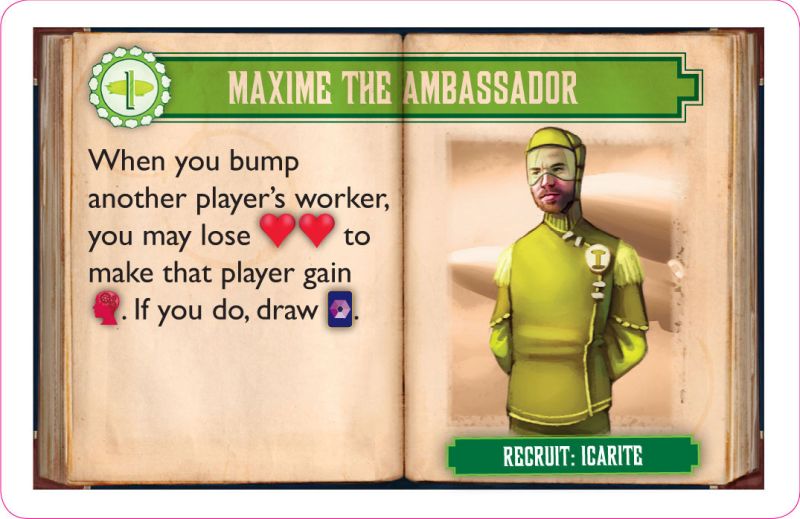 MAXIME THE AMBASSADOR
When you bump
another player's worker,
you may lose ❤❤ to
make that player gain
. If you do, draw .
RECRUIT: ICARITE